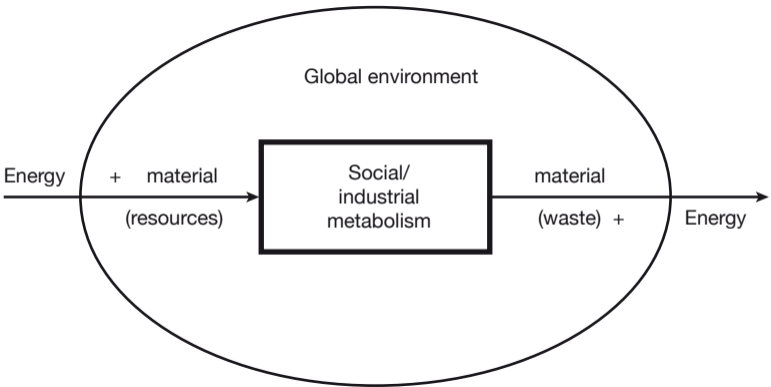 Global environment
Energy + material
(resources)
Social/
industrial
metabolism
material
(waste) + Energy